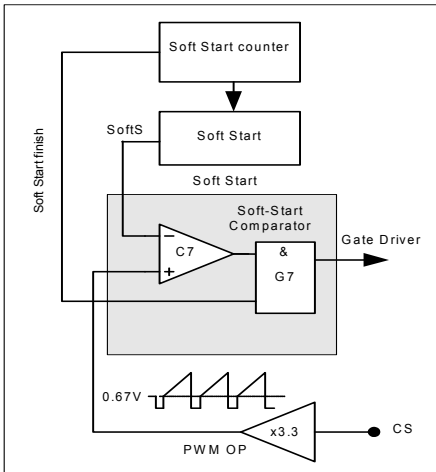 Soft Start counter
Soft Start
SoftS
Soft Start finish
Soft Start
Soft-Start
Comparator
Gate Driver
C7
−
+
&
G7
0.67V
x3.3
CS
PWM OP